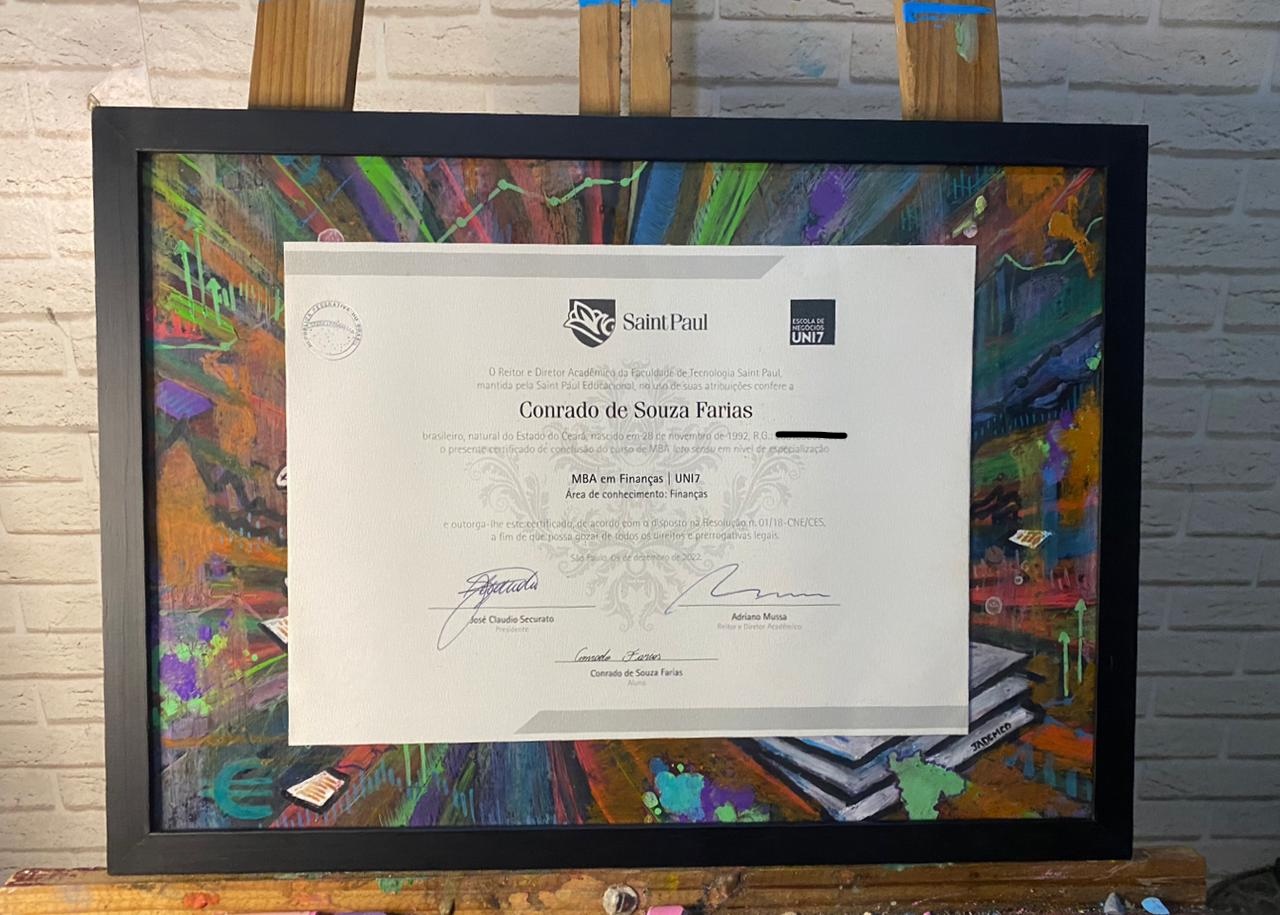 REPÚBLICA FEDERATIVA DO BRASIL
Saint Paul
ESCOLA DE
NEGÓCIOS
UNI7
O Reitor e Diretor Acadêmico da Faculdade de Tecnologia Saint Paul,
mantida pela Saint Paul Educacional, no uso de suas atribuições confere a
Conrado de Souza Farias
brasileiro, natural do Estado do Ceará, nascido em 28 de novembro de 1992, R.G.:
o presente certificado de conclusão do curso de MBA lato sensu em nível de especialização
MBA em Finanças | UNI7
Área de conhecimento: Finanças
e outorga-lhe este certificado, de acordo com o disposto na Resolução n. 01/18-CNE/CES,
a fim de que possa gozar de todos os direitos e prerrogativas legais.
São Paulo, 05 de dezembro de 2022.
José Claudio Securato
Presidente
Adriano Mussa
Reitor e Diretor Acadêmico
Conrado Farias
Conrado de Souza Farias
Aluno
JADEMED